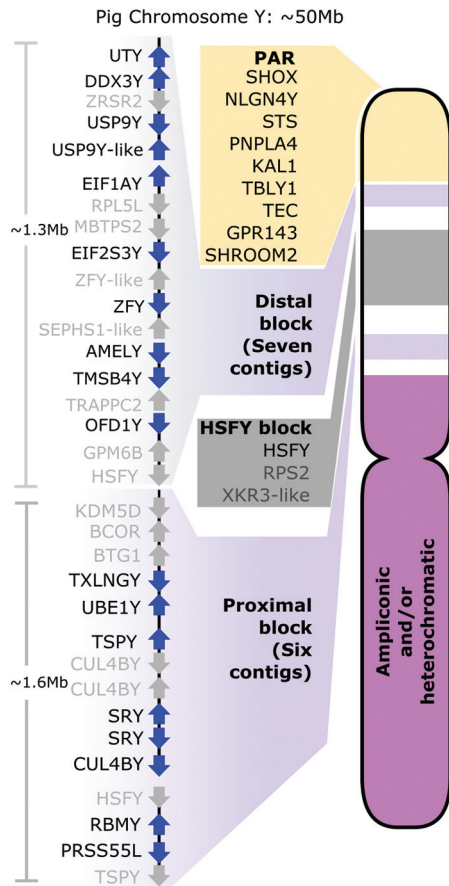 Pig Chromosome Y: ~50Mb
UTY
DDX3Y
ZRSR2
USP9Y
USP9Y-like
EIF1AY
RPL5L
MBTPS2
EIF2S3Y
ZFY-like
ZFY
SEPHS1-like
AMELY
TMSB4Y
TRAPPC2
OFD1Y
GPM6B
HSFY
~1.3Mb
KDM5D
BCOR
BTG1
TXLNGY
UBE1Y
TSPY
CUL4BY
CUL4BY
SRY
SRY
CUL4BY
HSFY
RBMY
PRSS55L
TSPY
~1.6Mb
PAR
SHOX
NLGN4Y
STS
PNPLA4
KAL1
TBLY1
TEC
GPR143
SHROOM2
Distal
block
(Seven
contigs)
HSFY block
HSFY
RPS2
XKR3-like
Proximal
block
(Six
contigs)
Ampliconic
and/or
heterochromatic